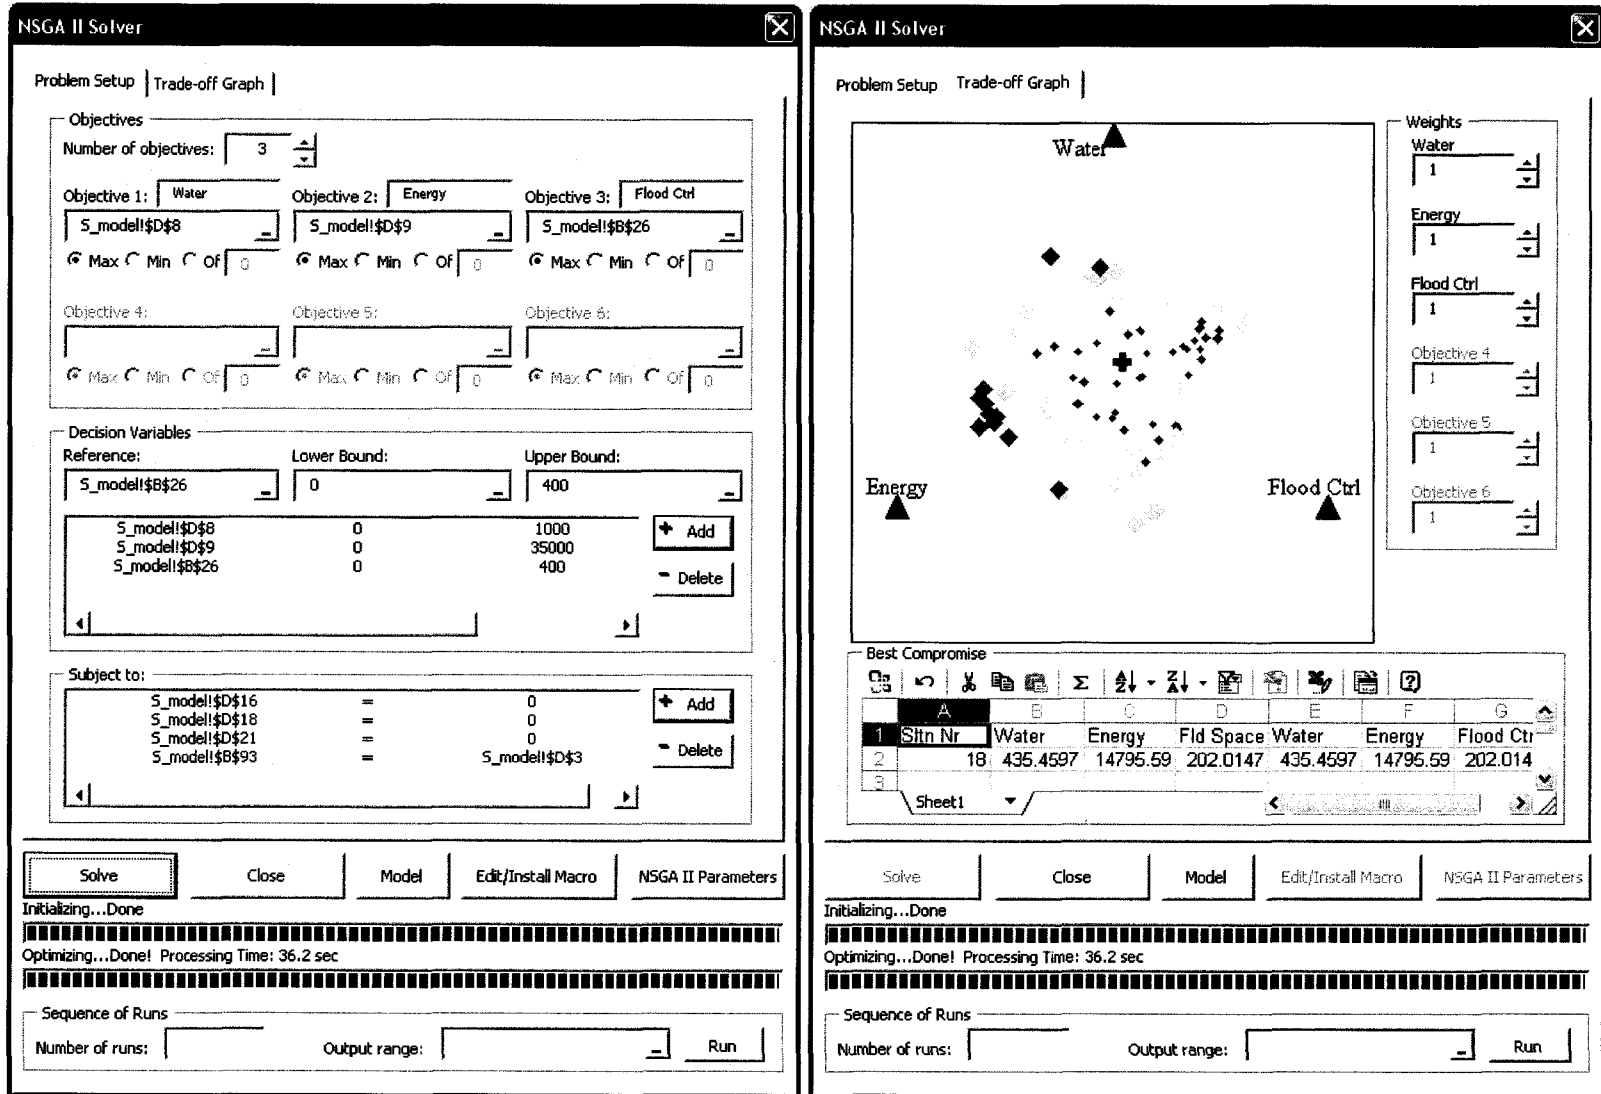 NSGA II Solver
Problem Setup Trade-off Graph
Objectives
Number of objectives: 3
Objective 1: Water Objective 2: Energy Objective 3: Flood Ctrl
S_model!$D$8 S_model!$D$9 S_model!$B$26
Max Min Of 0 Max Min Of 0 Max Min Of 0
Objective 4: Objective 5: Objective 6:
Max Min Of 0 Max Min Of 0 Max Min Of 0
Decision Variables
Reference: Lower Bound: Upper Bound:
S_model!$B$26 0 400
S_model!$D$8 0 1000
S_model!$D$9 0 35000
S_model!$B$26 0 400
+ Add
- Delete
Subject to:
S_model!$D$16 = 0
S_model!$D$18 = 0
S_model!$D$21 = 0
S_model!$B$93 = S_model!$D$3
+ Add
- Delete
Solve Close Model Edit/Install Macro NSGA II Parameters
Initializing...Done
Optimizing...Done! Processing Time: 36.2 sec
Sequence of Runs
Number of runs: Output range: Run
NSGA II Solver
Problem Setup Trade-off Graph
Water
Energy
Flood Ctrl
Weights
Water
1
Energy
1
Flood Ctrl
1
Objective 4
1
Objective 5
1
Objective 6
1
Best Compromise
A B C D E F G
1 Sltn Nr Water Energy Fld Space Water Energy Flood Ctr
2 18 435.4597 14795.59 202.0147 435.4597 14795.59 202.014
3
Sheet1
Solve Close Model Edit/Install Macro NSGA II Parameters
Initializing...Done
Optimizing...Done! Processing Time: 36.2 sec
Sequence of Runs
Number of runs: Output range: Run